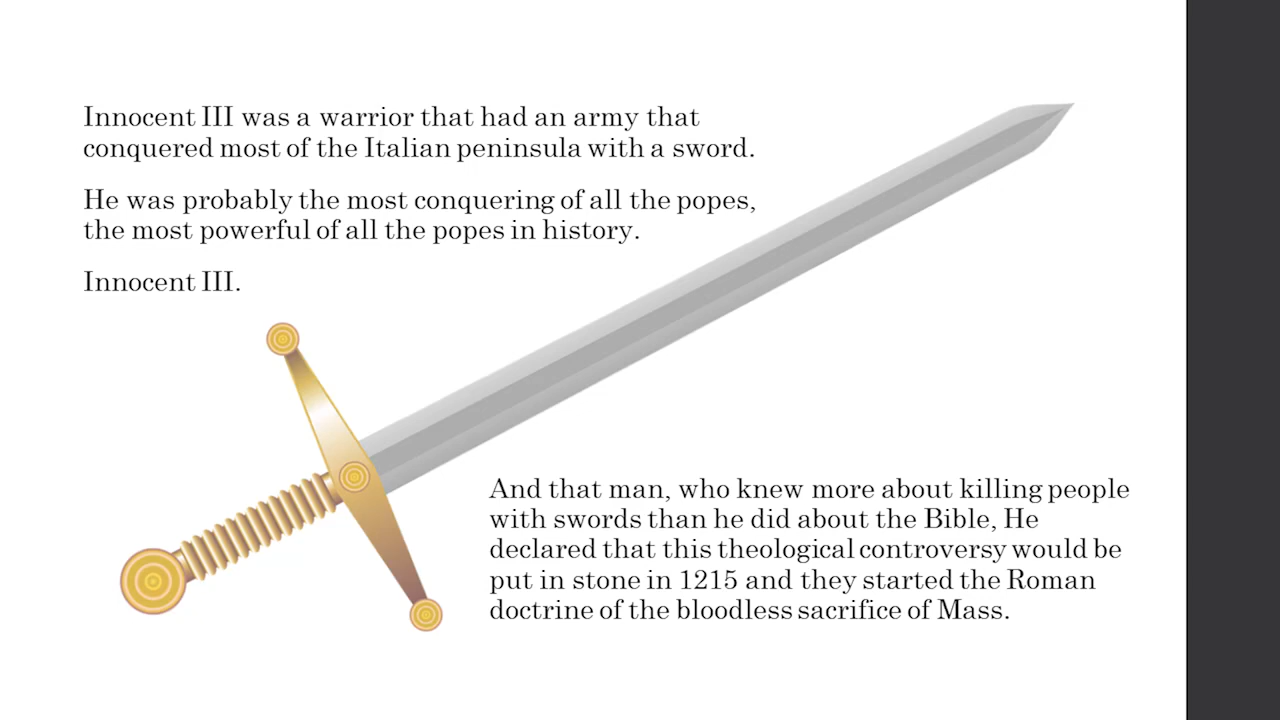 Innocent III was a warrior that had an army that
conquered most of the Italian peninsula with a sword.
He was probably the most conquering of all the popes,
the most powerful of all the popes in history.
Innocent III.
And that man, who knew more about killing people
with swords than he did about the Bible, He
declared that this theological controversy would be
put in stone in 1215 and they started the Roman
doctrine of the bloodless sacrifice of Mass.